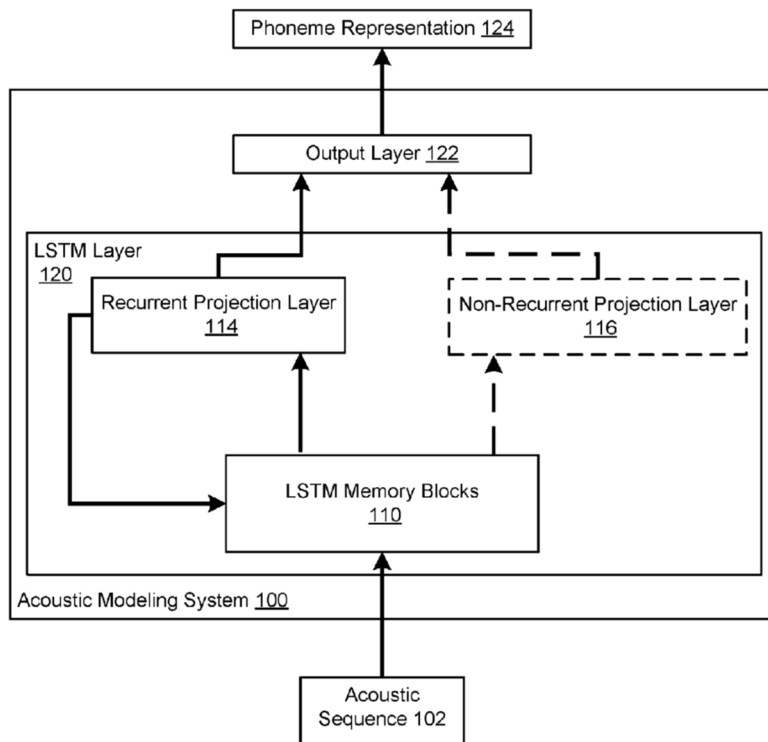 Phoneme Representation 124
Output Layer 122
LSTM Layer
120
Recurrent Projection Layer
114
Non-Recurrent Projection Layer
116
LSTM Memory Blocks
110
Acoustic Modeling System 100
Acoustic
Sequence 102